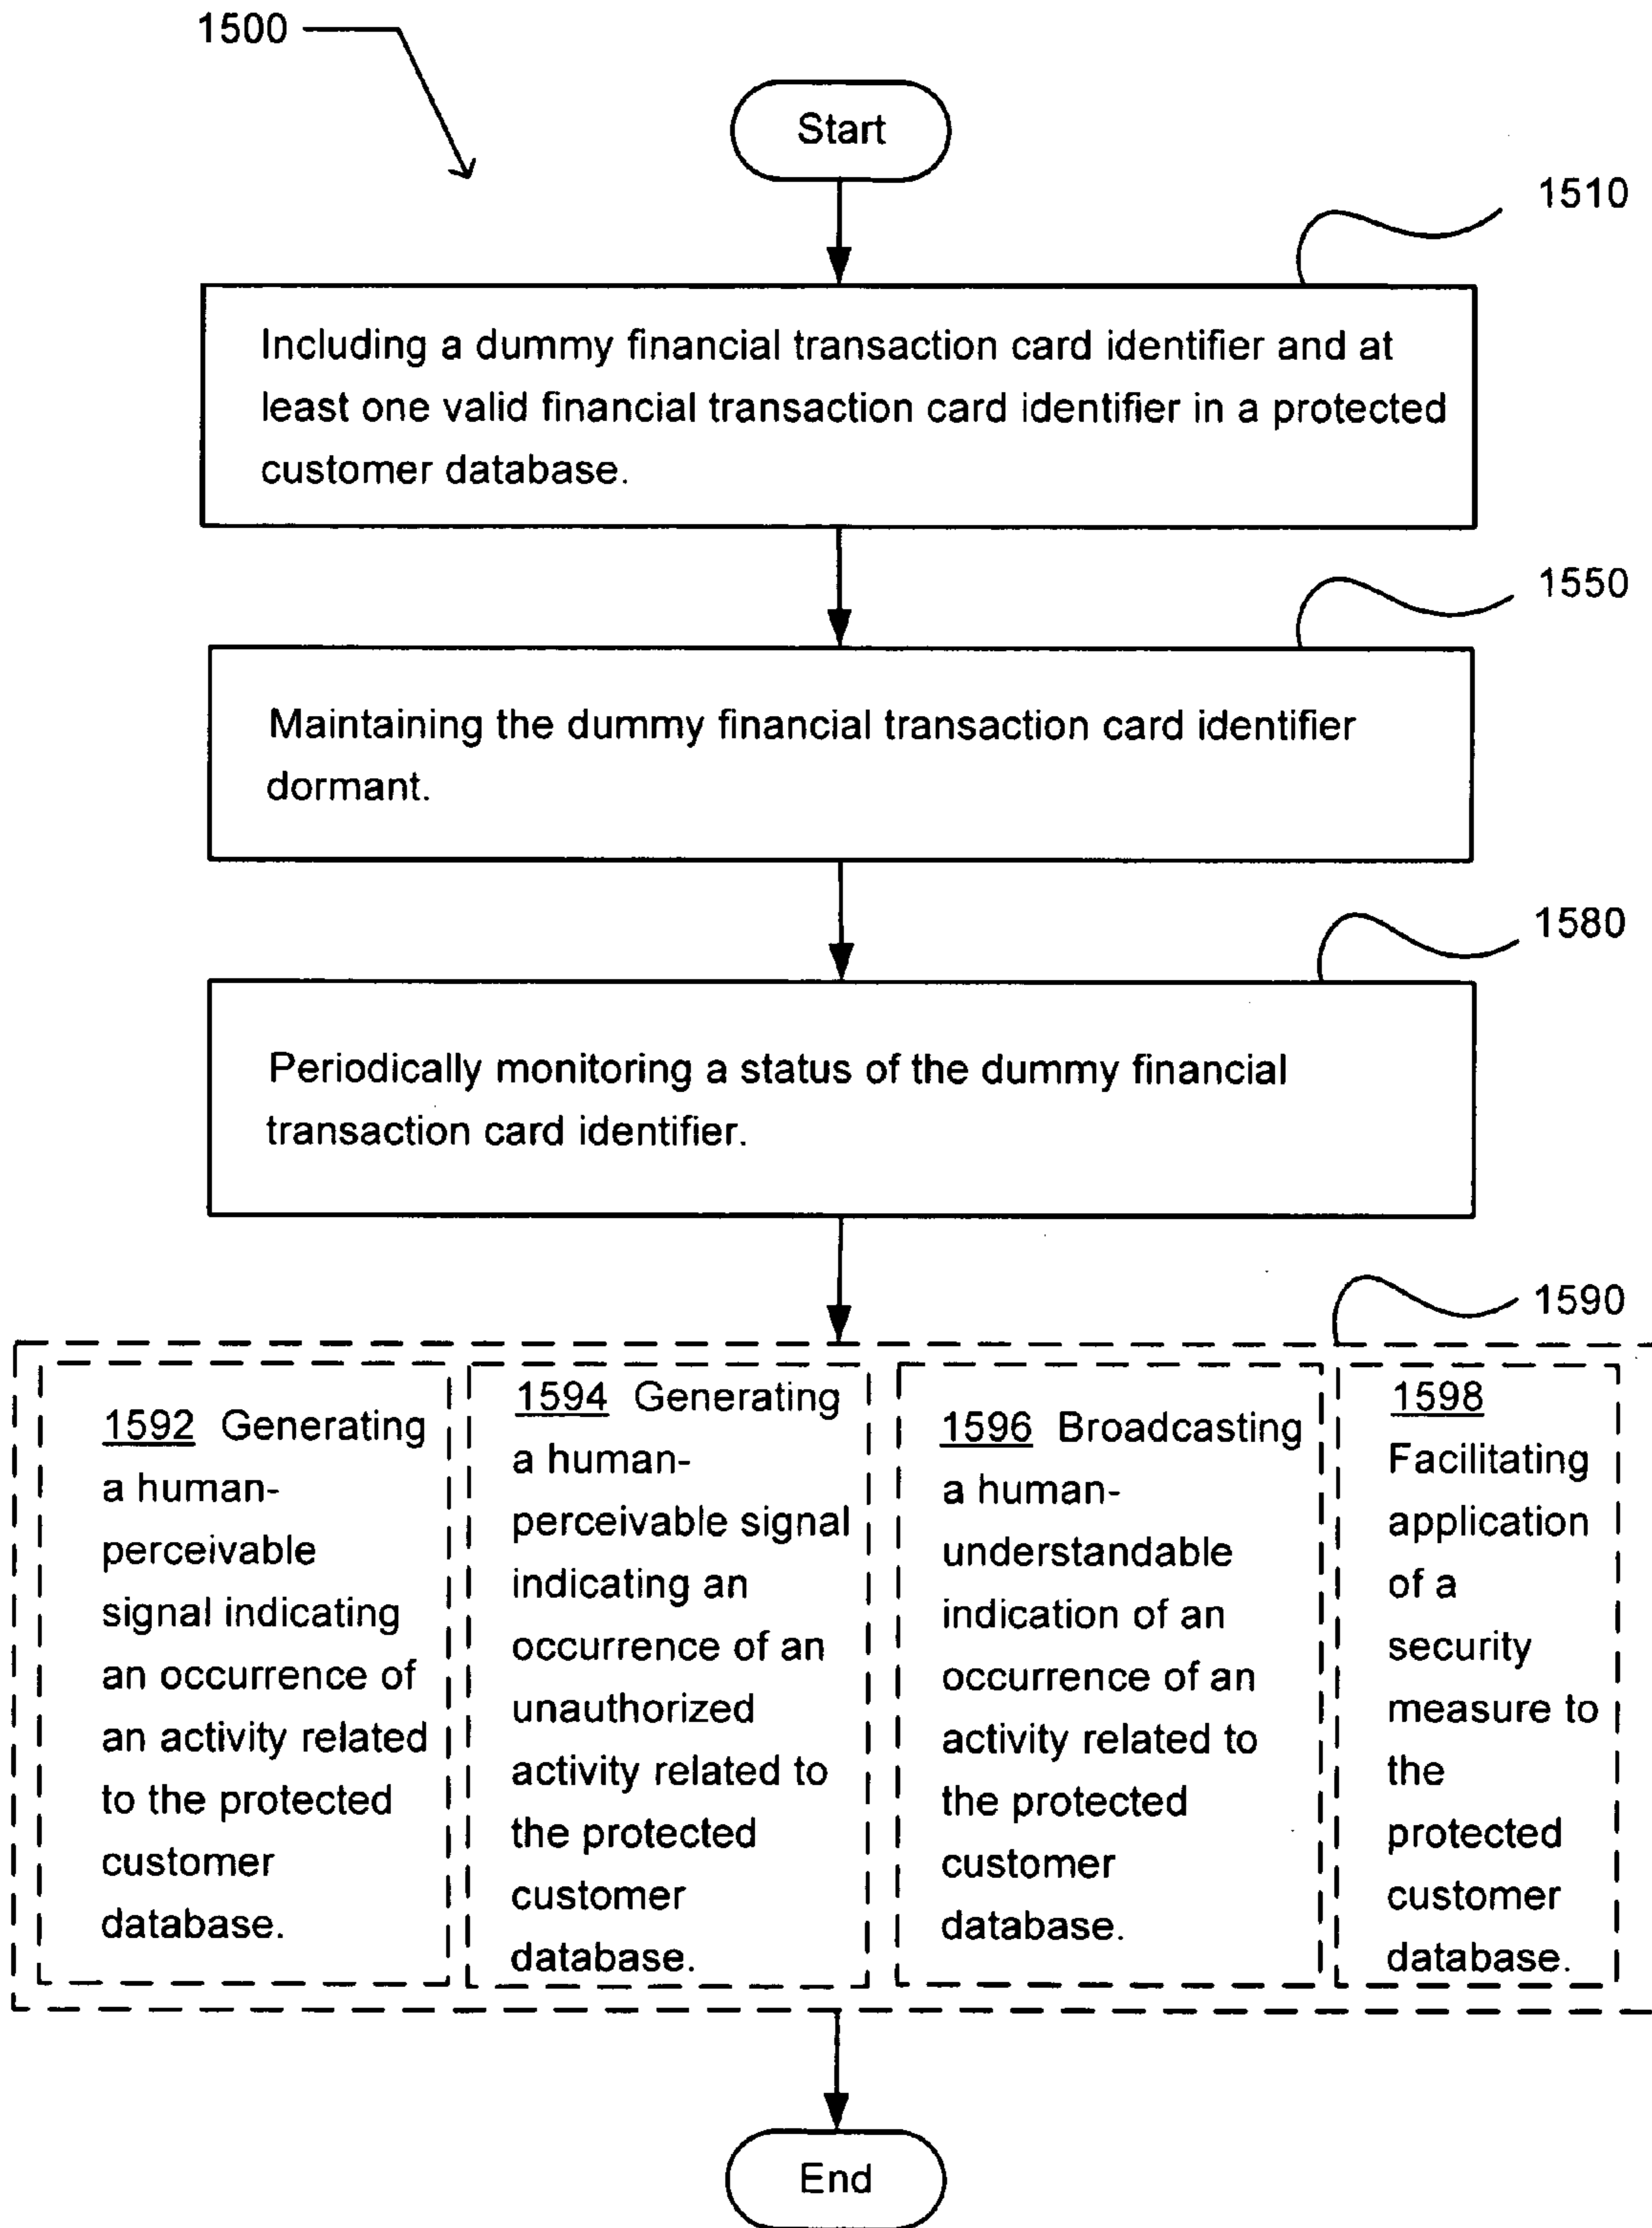 1500
Start
1510
Including a dummy financial transaction card identifier and at
least one valid financial transaction card identifier in a protected
customer database.
1550
Maintaining the dummy financial transaction card identifier
dormant.
1580
Periodically monitoring a status of the dummy financial
transaction card identifier.
1590
1592 Generating
a human-
perceivable
signal indicating
an occurrence of
an activity related
to the protected
customer
database.
1594 Generating
a human-
perceivable signal
indicating an
occurrence of an
unauthorized
activity related to
the protected
customer
database.
1596 Broadcasting
a human-
understandable
indication of an
occurrence of an
activity related to
the protected
customer
database.
1598
Facilitating
application
of a
security
measure to
the
protected
customer
database.
End